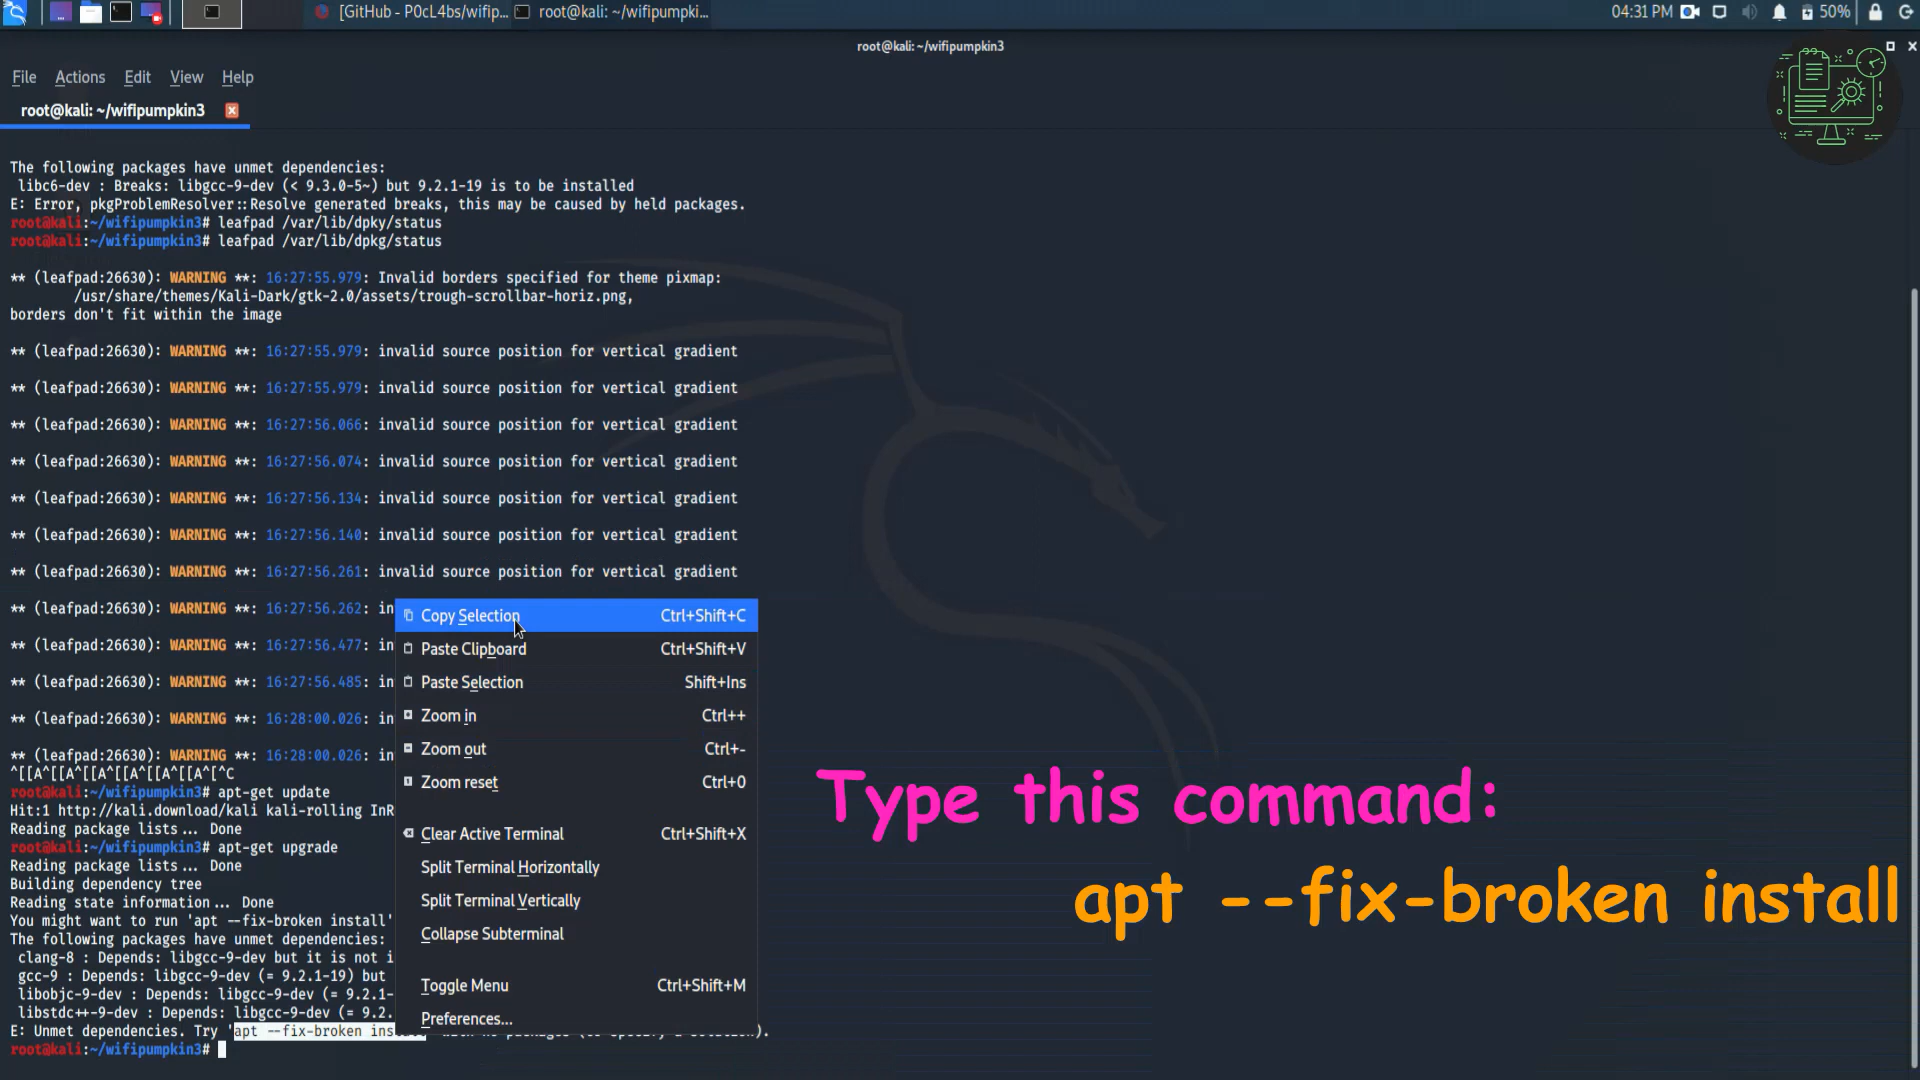 [GitHub - P0cL4bs/wifip...
root@kali: ~/wifipumpki...
04:31 PM
50%
root@kali: ~/wifipumpkin3
File Actions Edit View Help
root@kali: ~/wifipumpkin3
The following packages have unmet dependencies:
libc6-dev : Breaks: libgcc-9-dev (< 9.3.0-5~) but 9.2.1-19 is to be installed
E: Error, pkgProblemResolver::Resolve generated breaks, this may be caused by held packages.
root@kali:~/wifipumpkin3# leafpad /var/lib/dpky/status
root@kali:~/wifipumpkin3# leafpad /var/lib/dpkg/status
** (leafpad:26630): WARNING **: 16:27:55.979: Invalid borders specified for theme pixmap:
/usr/share/themes/Kali-Dark/gtk-2.0/assets/trough-scrollbar-horiz.png,
borders don't fit within the image
** (leafpad:26630): WARNING **: 16:27:55.979: invalid source position for vertical gradient
** (leafpad:26630): WARNING **: 16:27:55.979: invalid source position for vertical gradient
** (leafpad:26630): WARNING **: 16:27:56.066: invalid source position for vertical gradient
** (leafpad:26630): WARNING **: 16:27:56.074: invalid source position for vertical gradient
** (leafpad:26630): WARNING **: 16:27:56.134: invalid source position for vertical gradient
** (leafpad:26630): WARNING **: 16:27:56.140: invalid source position for vertical gradient
** (leafpad:26630): WARNING **: 16:27:56.261: invalid source position for vertical gradient
** (leafpad:26630): WARNING **: 16:27:56.262: in
** (leafpad:26630): WARNING **: 16:27:56.477: in
** (leafpad:26630): WARNING **: 16:27:56.485: in
** (leafpad:26630): WARNING **: 16:28:00.026: in
** (leafpad:26630): WARNING **: 16:28:00.026: in
^[[A^[[A^[[A^[[A^[[A^[[A^[^C
root@kali:~/wifipumpkin3# apt-get update
Hit:1 http://kali.download/kali kali-rolling InR
Reading package lists... Done
root@kali:~/wifipumpkin3# apt-get upgrade
Reading package lists... Done
Building dependency tree
Reading state information... Done
You might want to run 'apt --fix-broken install'
The following packages have unmet dependencies:
clang-8 : Depends: libgcc-9-dev but it is not i
gcc-9 : Depends: libgcc-9-dev (= 9.2.1-19) but
libobjc-9-dev : Depends: libgcc-9-dev (= 9.2.1-
libstdc++-9-dev : Depends: libgcc-9-dev (= 9.2.
E: Unmet dependencies. Try 'apt --fix-broken install' with no packages (or specify a solution).
root@kali:~/wifipumpkin3#
Copy Selection Ctrl+Shift+C
Paste Clipboard Ctrl+Shift+V
Paste Selection Shift+Ins
Zoom in Ctrl++
Zoom out Ctrl+-
Zoom reset Ctrl+0
Clear Active Terminal Ctrl+Shift+X
Split Terminal Horizontally
Split Terminal Vertically
Collapse Subterminal
Toggle Menu Ctrl+Shift+M
Preferences...
Type this command:
apt --fix-broken install